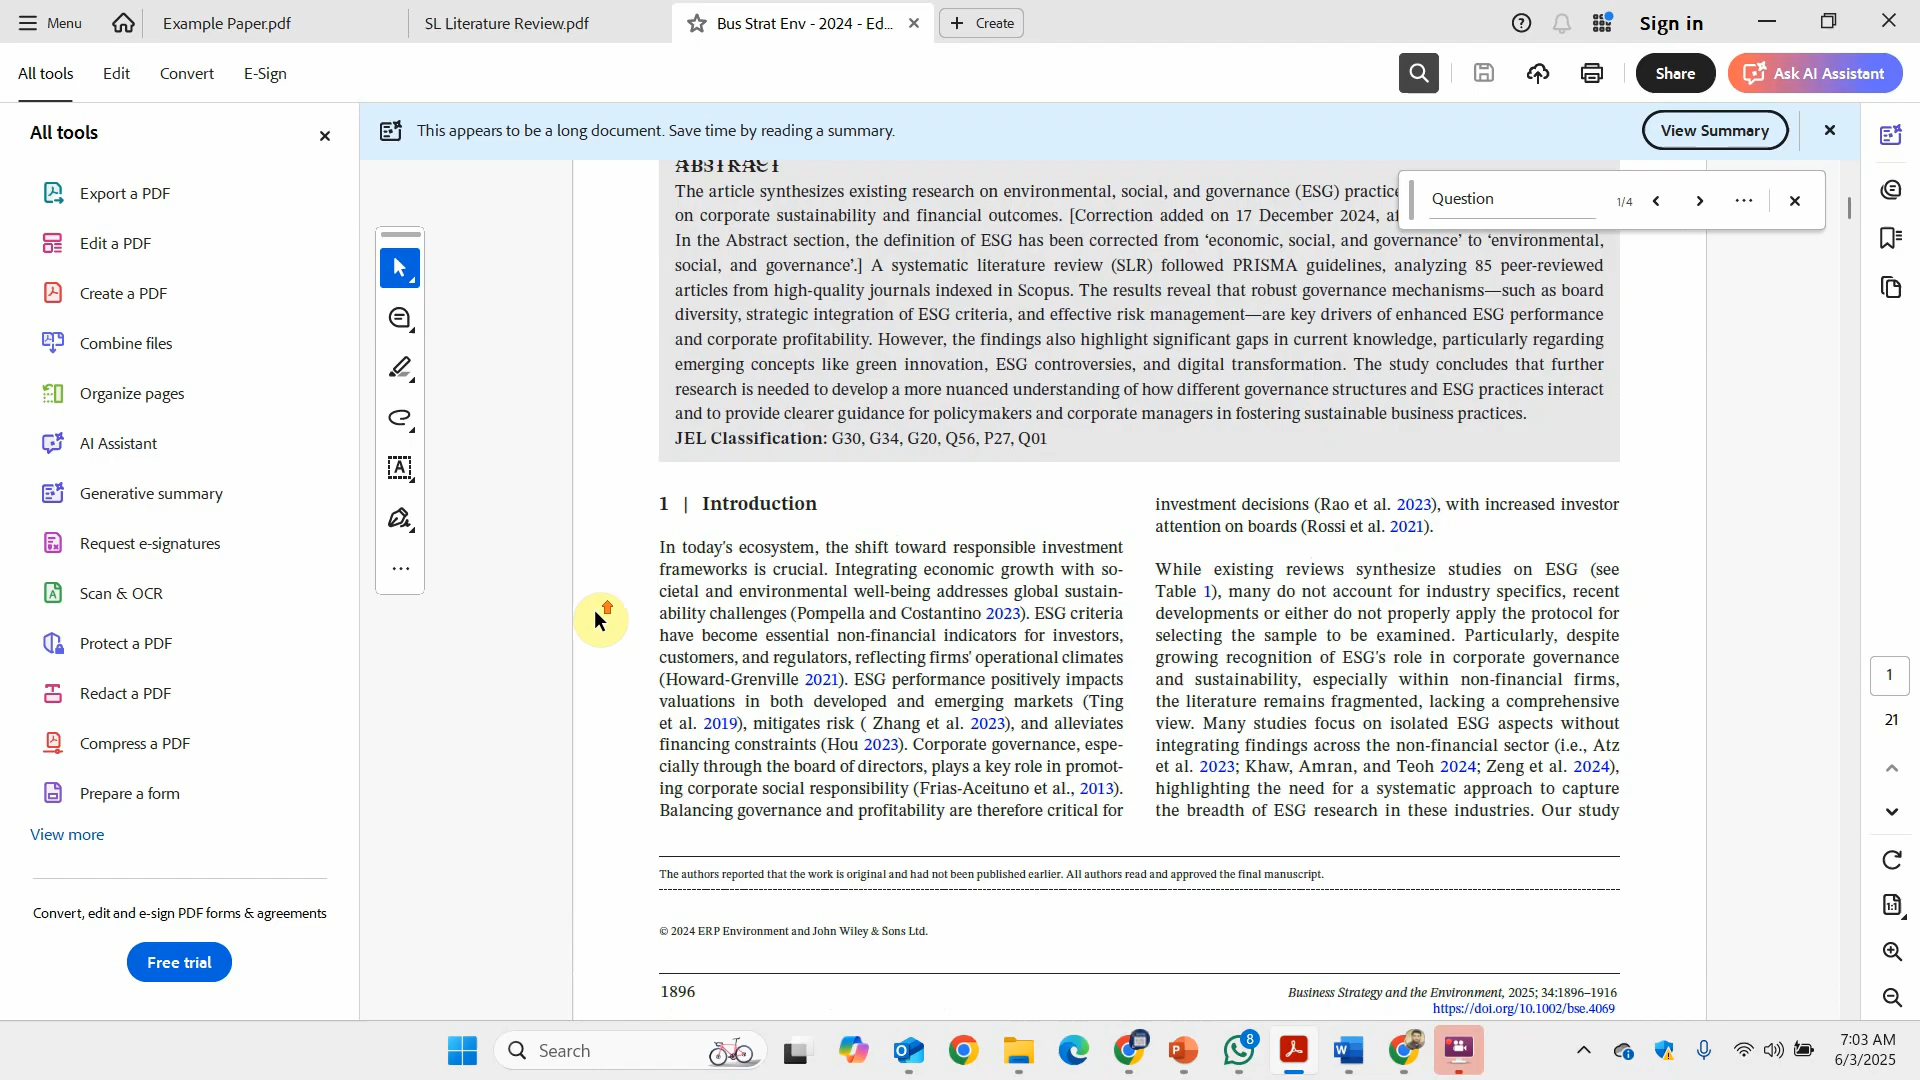 Menu
Example Paper.pdf
SL Literature Review.pdf
Bus Strat Env - 2024 - Ed...
Create
Sign in
All tools
Edit
Convert
E-Sign
Share
Ask AI Assistant
All tools
This appears to be a long document. Save time by reading a summary.
View Summary
Export a PDF
Edit a PDF
Create a PDF
Combine files
Organize pages
AI Assistant
Generative summary
Request e-signatures
Scan & OCR
Protect a PDF
Redact a PDF
Compress a PDF
Prepare a form
View more
Convert, edit and e-sign PDF forms & agreements
Free trial
Question
1/4
ABSTRACT
The article synthesizes existing research on environmental, social, and governance (ESG) practice
on corporate sustainability and financial outcomes. [Correction added on 17 December 2024, af
In the Abstract section, the definition of ESG has been corrected from ‘economic, social, and governance’ to ‘environmental,
social, and governance’.] A systematic literature review (SLR) followed PRISMA guidelines, analyzing 85 peer-reviewed
articles from high-quality journals indexed in Scopus. The results reveal that robust governance mechanisms—such as board
diversity, strategic integration of ESG criteria, and effective risk management—are key drivers of enhanced ESG performance
and corporate profitability. However, the findings also highlight significant gaps in current knowledge, particularly regarding
emerging concepts like green innovation, ESG controversies, and digital transformation. The study concludes that further
research is needed to develop a more nuanced understanding of how different governance structures and ESG practices interact
and to provide clearer guidance for policymakers and corporate managers in fostering sustainable business practices.
JEL Classification: G30, G34, G20, Q56, P27, Q01
1 | Introduction
In today's ecosystem, the shift toward responsible investment
frameworks is crucial. Integrating economic growth with so-
cietal and environmental well-being addresses global sustain-
ability challenges (Pompella and Costantino 2023). ESG criteria
have become essential non-financial indicators for investors,
customers, and regulators, reflecting firms' operational climates
(Howard-Grenville 2021). ESG performance positively impacts
valuations in both developed and emerging markets (Ting
et al. 2019), mitigates risk ( Zhang et al. 2023), and alleviates
financing constraints (Hou 2023). Corporate governance, espe-
cially through the board of directors, plays a key role in promot-
ing corporate social responsibility (Frias-Aceituno et al., 2013).
Balancing governance and profitability are therefore critical for
investment decisions (Rao et al. 2023), with increased investor
attention on boards (Rossi et al. 2021).
While existing reviews synthesize studies on ESG (see
Table 1), many do not account for industry specifics, recent
developments or either do not properly apply the protocol for
selecting the sample to be examined. Particularly, despite
growing recognition of ESG's role in corporate governance
and sustainability, especially within non-financial firms,
the literature remains fragmented, lacking a comprehensive
view. Many studies focus on isolated ESG aspects without
integrating findings across the non-financial sector (i.e., Atz
et al. 2023; Khaw, Amran, and Teoh 2024; Zeng et al. 2024),
highlighting the need for a systematic approach to capture
the breadth of ESG research in these industries. Our study
The authors reported that the work is original and had not been published earlier. All authors read and approved the final manuscript.
© 2024 ERP Environment and John Wiley & Sons Ltd.
1896
Business Strategy and the Environment, 2025; 34:1896–1916
https://doi.org/10.1002/bse.4069
1
21
Search
8
7:03 AM
6/3/2025